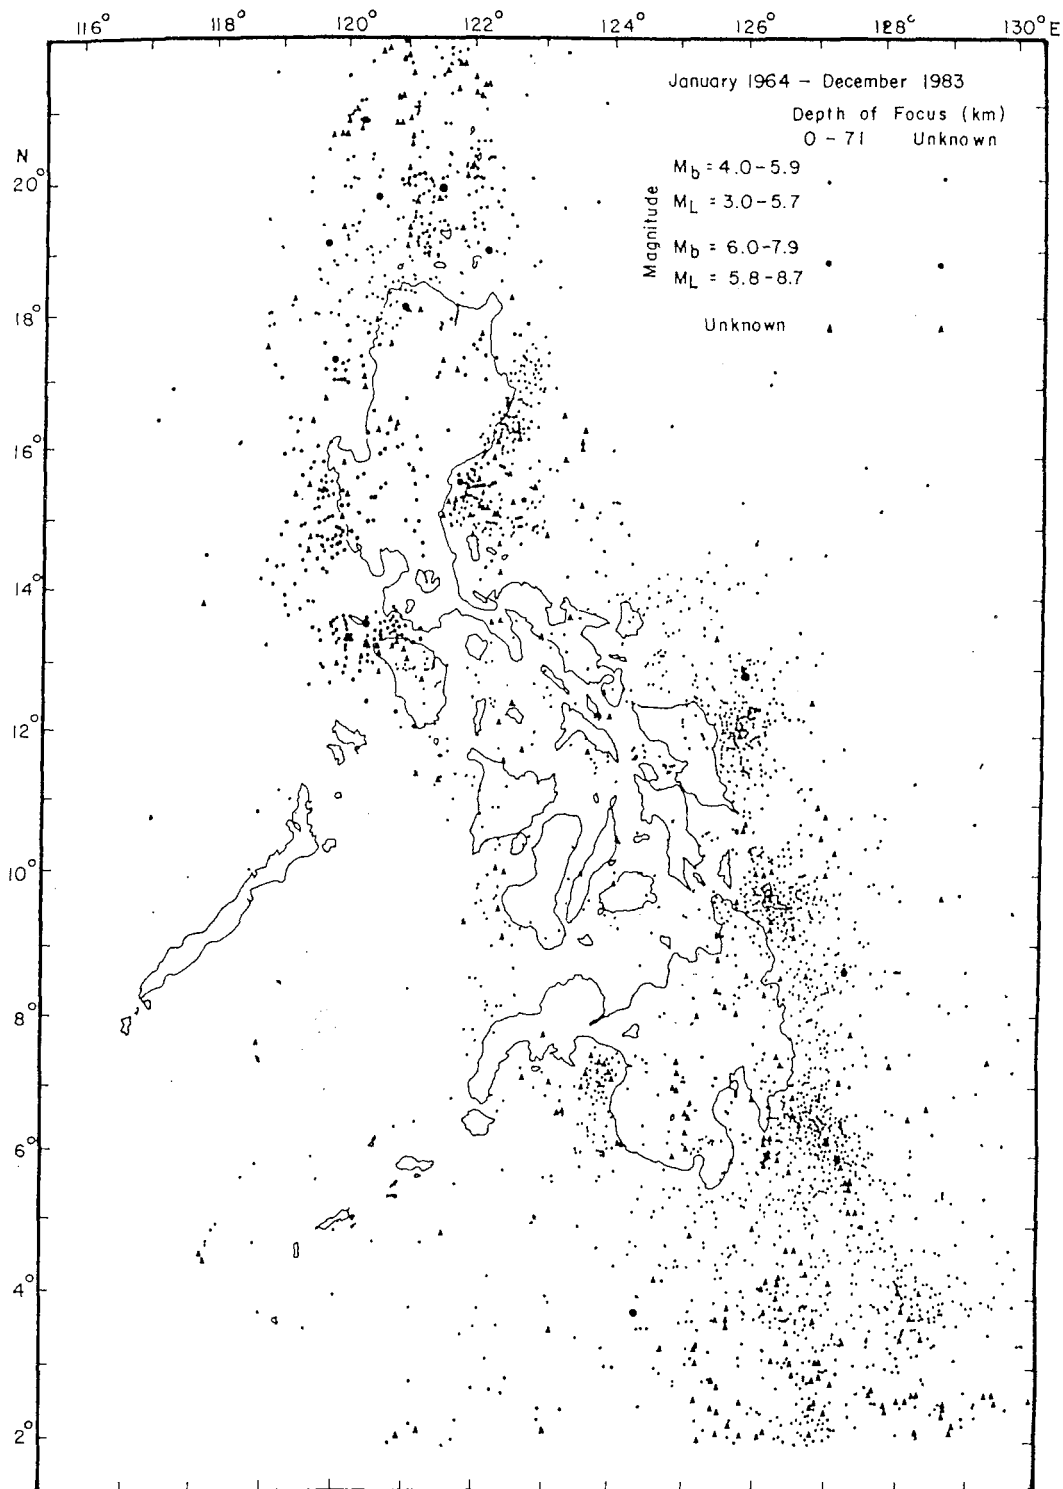 116° 118° 120° 122° 124° 126° 128° 130° E
January 1964 – December 1983
Depth of Focus (km)
0 – 71 Unknown
N
Mb = 4.0 – 5.9
20°
ML = 3.0 – 5.7
Magnitude
Mb = 6.0 – 7.9
ML = 5.8 – 8.7
18°
Unknown
16°
14°
12°
10°
8°
6°
4°
2°